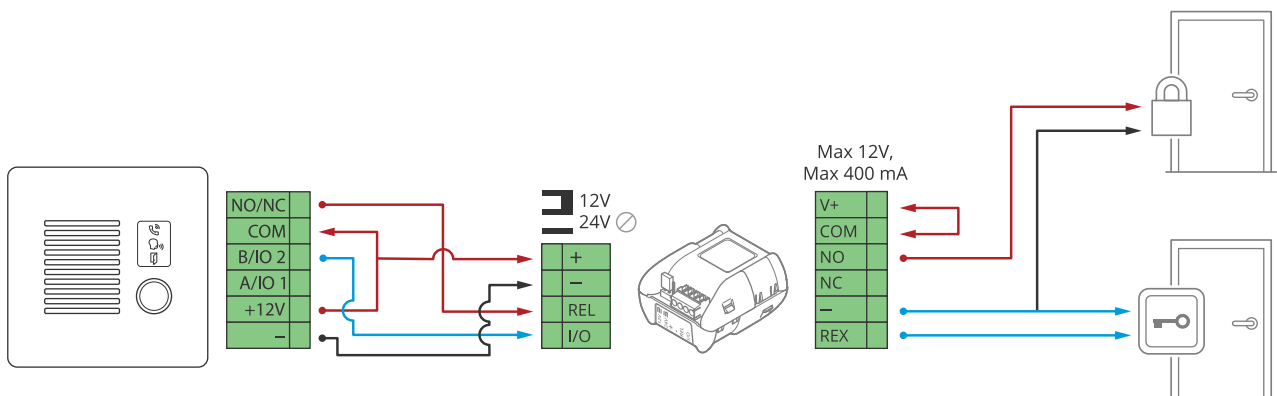 NO/NC
COM
B/IO 2
A/IO 1
+12V
–
12V
24V
+
–
REL
I/O
Max 12V,
Max 400 mA
V+
COM
NO
NC
–
REX